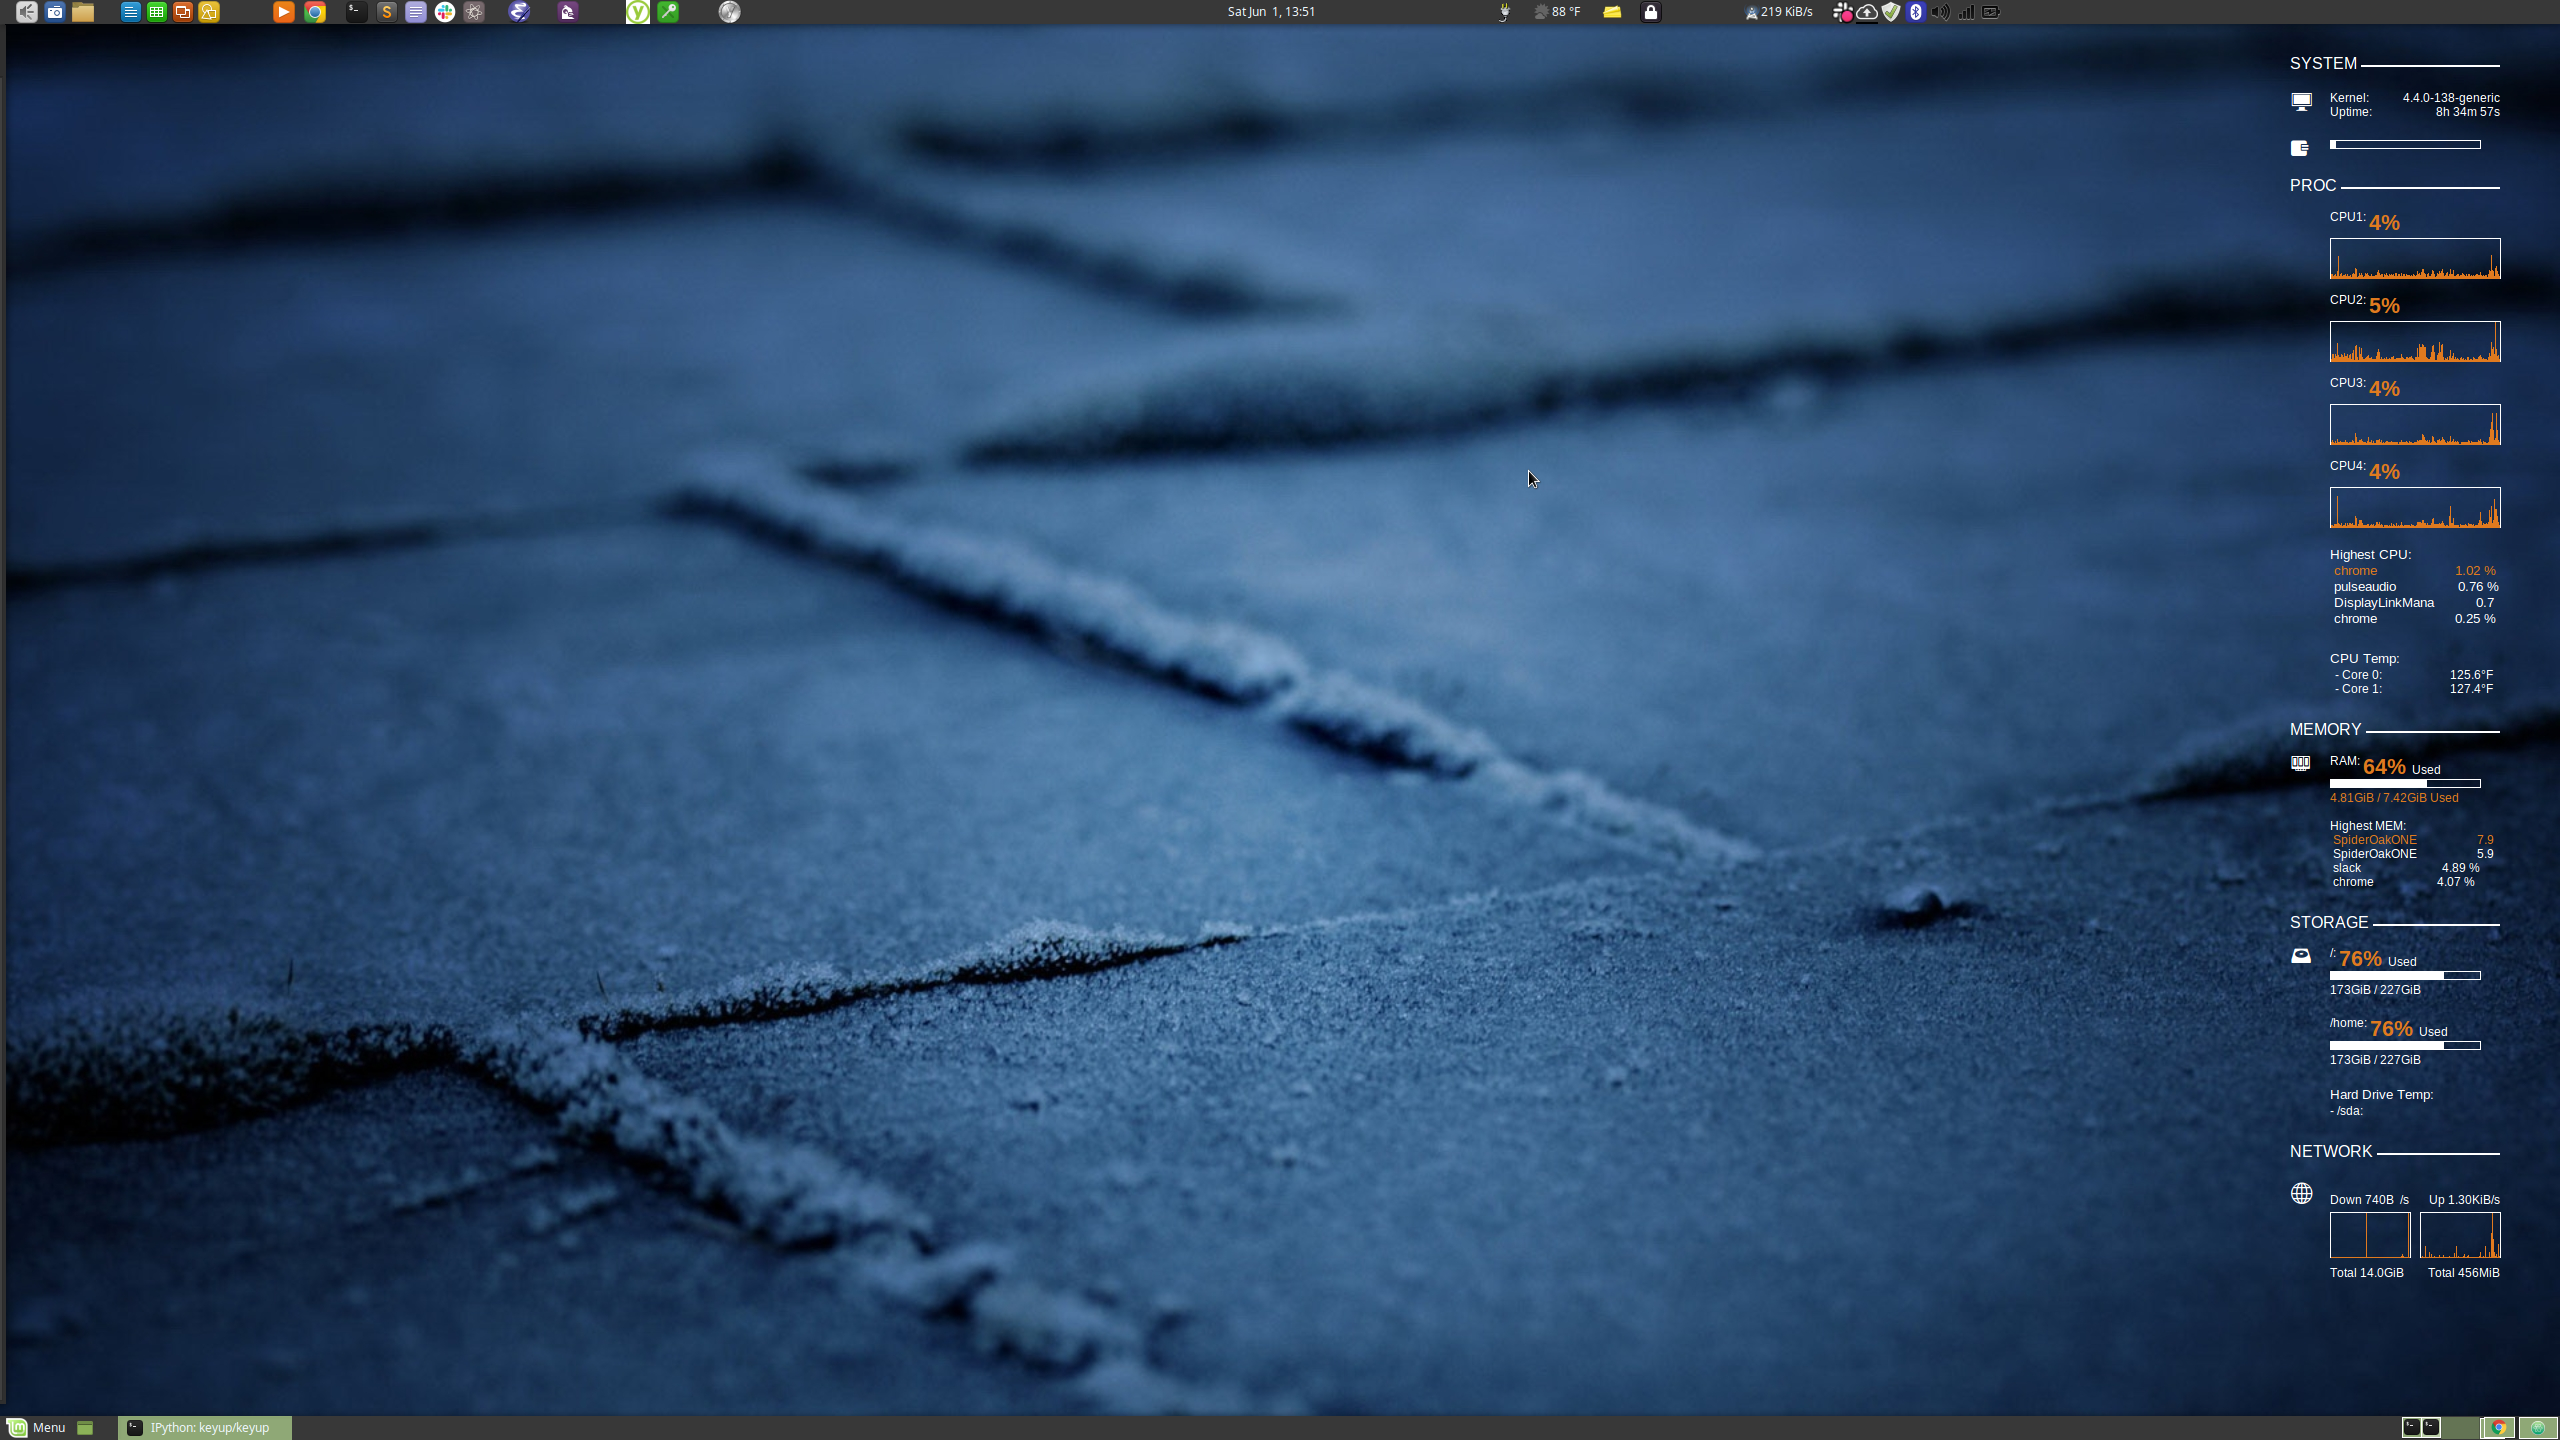 Sat Jun 1, 13:51
88 °F
219 KiB/s
SYSTEM
Kernel: 4.4.0-138-generic
Uptime: 8h 34m 57s
PROC
CPU1: 4%
CPU2: 5%
CPU3: 4%
CPU4: 4%
Highest CPU:
chrome 1.02 %
pulseaudio 0.76 %
DisplayLinkMana 0.7
chrome 0.25 %
CPU Temp:
- Core 0: 125.6°F
- Core 1: 127.4°F
MEMORY
RAM: 64% Used
4.81GiB / 7.42GiB Used
Highest MEM:
SpiderOakONE 7.9
SpiderOakONE 5.9
slack 4.89 %
chrome 4.07 %
STORAGE
/: 76% Used
173GiB / 227GiB
/home: 76% Used
173GiB / 227GiB
Hard Drive Temp:
- /sda:
NETWORK
Down 740B /s Up 1.30KiB/s
Total 14.0GiB Total 456MiB
Menu
IPython: keyup/keyup